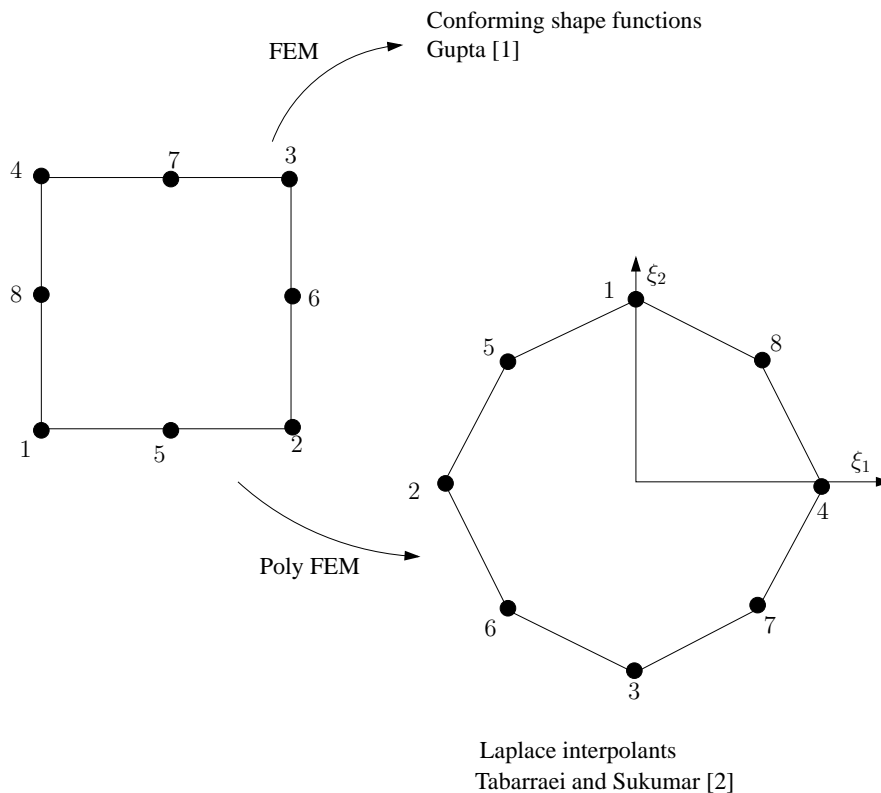 Conforming shape functions
Gupta [1]
FEM
4
7
3
8
6
1
5
2
ξ₂
1
5
8
2
ξ₁
4
Poly FEM
6
7
3
Laplace interpolants
Tabarraei and Sukumar [2]